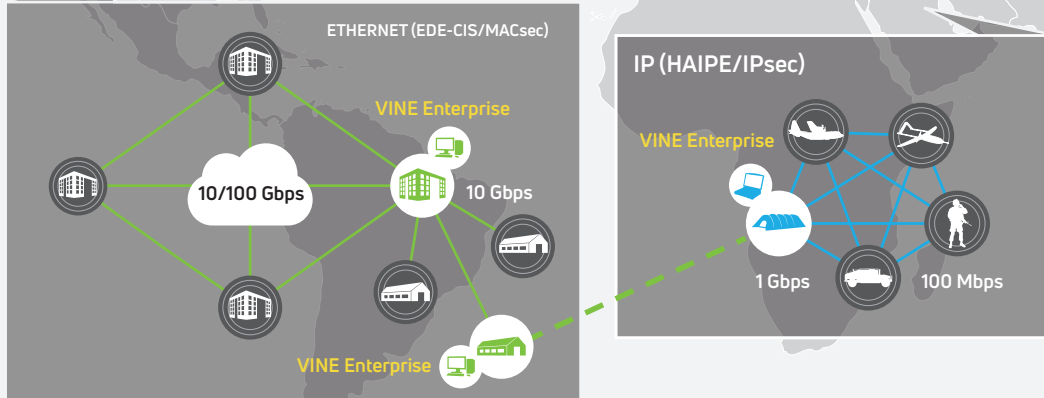 ETHERNET (EDE-CIS/MACsec)
VINE Enterprise
10/100 Gbps
10 Gbps
VINE Enterprise
IP (HAIPE/IPsec)
VINE Enterprise
1 Gbps
100 Mbps